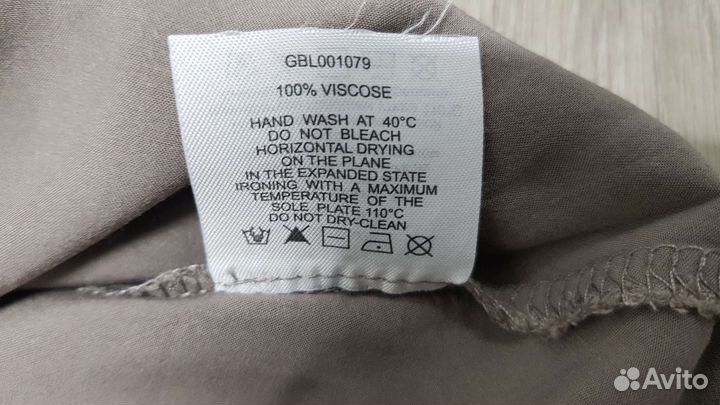 GBL001079
100% VISCOSE
HAND WASH AT 40°C
DO NOT BLEACH
HORIZONTAL DRYING
ON THE PLANE
IN THE EXPANDED STATE
IRONING WITH A MAXIMUM
TEMPERATURE OF THE
SOLE PLATE 110°C
DO NOT DRY-CLEAN
Avito